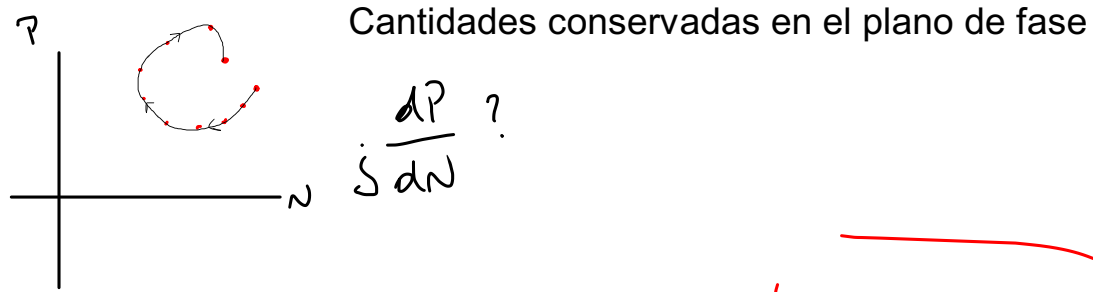 Cantidades conservadas en el plano de fase
P
¿ dP/dN ?
N